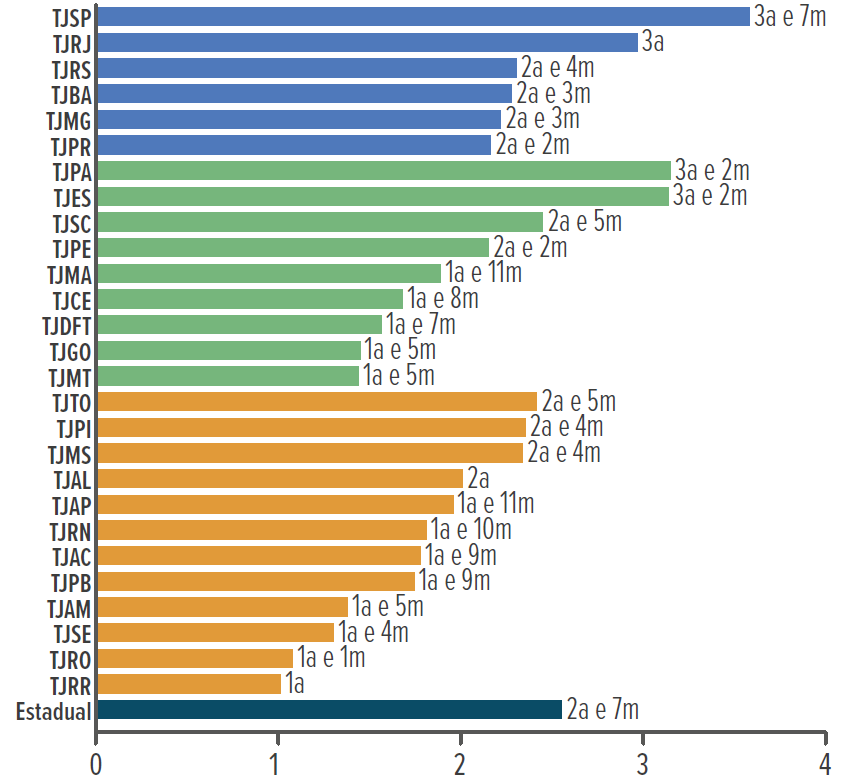 TJSP 3a e 7m
TJRJ 3a
TJRS 2a e 4m
TJBA 2a e 3m
TJMG 2a e 3m
TJPR 2a e 2m
TJPA 3a e 2m
TJES 3a e 2m
TJSC 2a e 5m
TJPE 2a e 2m
TJMA 1a e 11m
TJCE 1a e 8m
TJDFT 1a e 7m
TJGO 1a e 5m
TJMT 1a e 5m
TJTO 2a e 5m
TJPI 2a e 4m
TJMS 2a e 4m
TJAL 2a
TJAP 1a e 11m
TJRN 1a e 10m
TJAC 1a e 9m
TJPB 1a e 9m
TJAM 1a e 5m
TJSE 1a e 4m
TJRO 1a e 1m
TJRR 1a
Estadual 2a e 7m
0 1 2 3 4